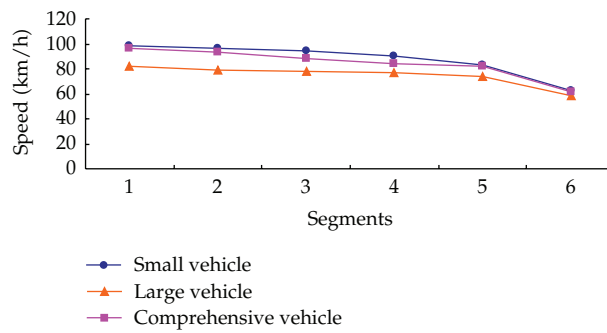 120
100
80
60
40
20
0
Speed (km/h)
1 2 3 4 5 6
Segments
Small vehicle
Large vehicle
Comprehensive vehicle